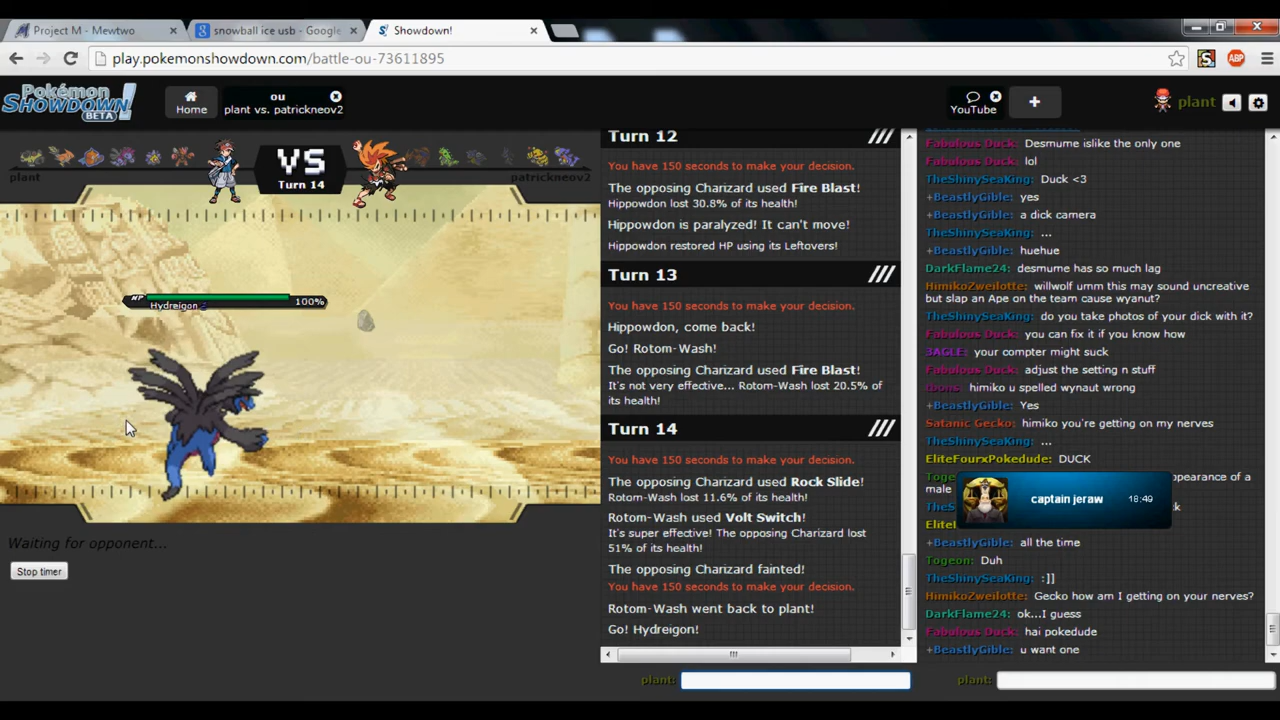 Project M - Mewtwo
snowball ice usb - Google
Showdown!
play.pokemonshowdown.com/battle-ou-73611895
ABP
Pokémon
SHOWDOWN!
BETA
Home
ou
plant vs. patrickneov2
YouTube
plant
VS
Turn 14
plant
patrickneov2
HP
100%
Hydreigon
Waiting for opponent...
Stop timer
Turn 12
You have 150 seconds to make your decision.
The opposing Charizard used Fire Blast!
Hippowdon lost 30.8% of its health!
Hippowdon is paralyzed! It can't move!
Hippowdon restored HP using its Leftovers!
Turn 13
You have 150 seconds to make your decision.
Hippowdon, come back!
Go! Rotom-Wash!
The opposing Charizard used Fire Blast!
It's not very effective... Rotom-Wash lost 20.5% of
its health!
Turn 14
You have 150 seconds to make your decision.
The opposing Charizard used Rock Slide!
Rotom-Wash lost 11.6% of its health!
Rotom-Wash used Volt Switch!
It's super effective! The opposing Charizard lost
51% of its health!
The opposing Charizard fainted!
You have 150 seconds to make your decision.
Rotom-Wash went back to plant!
Go! Hydreigon!
plant:
Fabulous Duck: Desmume islike the only one
Fabulous Duck: lol
TheShinySeaKing: Duck <3
+BeastlyGible: yes
+BeastlyGible: a dick camera
TheShinySeaKing: ...
+BeastlyGible: huehue
DarkFlame24: desmume has so much lag
HimikoZweilotte: willwolf umm this may sound uncreative
but slap an Ape on the team cause wyanut?
TheShinySeaKing: do you take photos of your dick with it?
Fabulous Duck: you can fix it if you know how
3AGLE: your compter might suck
Fabulous Duck: adjust the setting n stuff
rbons: himiko u spelled wynaut wrong
+BeastlyGible: Yes
Satanic Gecko: himiko you're getting on my nerves
TheShinySeaKing: ...
EliteFourxPokedude: DUCK
Toge
ppearance of a
male
captain jeraw
18:49
+BeastlyGible: all the time
Togeon: Duh
TheShinySeaKing: :]]
HimikoZweilotte: Gecko how am I getting on your nerves?
DarkFlame24: ok...I guess
Fabulous Duck: hai pokedude
+BeastlyGible: u want one
plant: